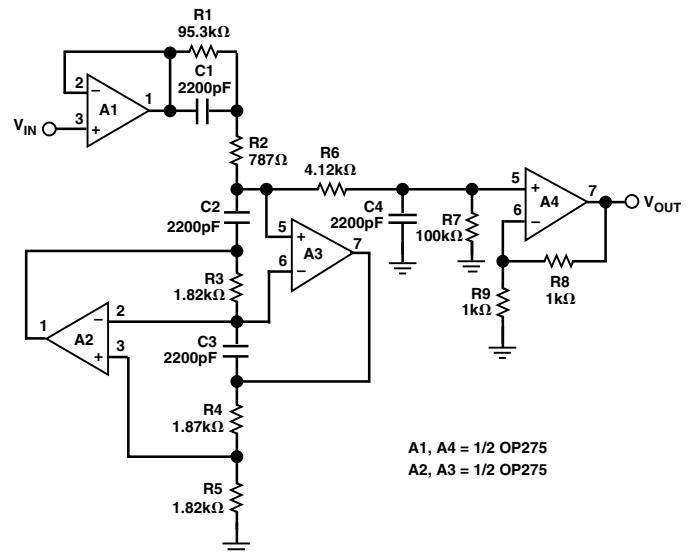 R1
95.3kΩ
C1
2200pF
2
−
A1
1
3
+
VIN
R2
787Ω
R6
4.12kΩ
C2
2200pF
5
+
A3
7
6
−
C4
2200pF
R7
100kΩ
5
+
A4
7
6
−
VOUT
R8
1kΩ
R9
1kΩ
R3
1.82kΩ
1
A2
−
2
+
3
C3
2200pF
R4
1.87kΩ
R5
1.82kΩ
A1, A4 = 1/2 OP275
A2, A3 = 1/2 OP275